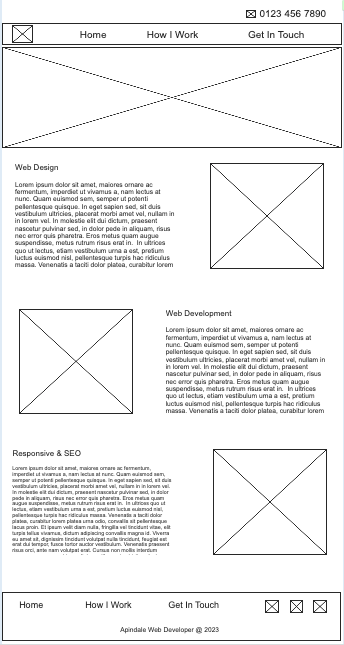 0123 456 7890
Home How I Work Get In Touch
Web Design
Lorem ipsum dolor sit amet, maiores ornare ac
fermentum, imperdiet ut vivamus a, nam lectus at
nunc. Quam euismod sem, semper ut potenti
pellentesque quisque. In eget sapien sed, sit duis
vestibulum ultricies, placerat morbi amet vel, nullam
in in lorem vel. In molestie elit dui dictum, praesent
nascetur pulvinar sed, in dolor pede in aliquam, risus
nec error quis pharetra. Eros metus quam augue
suspendisse, metus rutrum risus erat in. In ultrices
quo ut lectus, etiam vestibulum urna a est, pretium
luctus euismod nisl, pellentesque turpis hac ridiculus
massa. Venenatis a taciti dolor platea, curabitur lorem
Web Development
Lorem ipsum dolor sit amet, maiores ornare ac
fermentum, imperdiet ut vivamus a, nam lectus at
nunc. Quam euismod sem, semper ut potenti
pellentesque quisque. In eget sapien sed, sit duis
vestibulum ultricies, placerat morbi amet vel, nullam
in in lorem vel. In molestie elit dui dictum, praesent
nascetur pulvinar sed, in dolor pede in aliquam, risus
nec error quis pharetra. Eros metus quam augue
suspendisse, metus rutrum risus erat in. In ultrices
quo ut lectus, etiam vestibulum urna a est, pretium
luctus euismod nisl, pellentesque turpis hac ridiculus
massa. Venenatis a taciti dolor platea, curabitur lorem
Responsive & SEO
Lorem ipsum dolor sit amet, maiores ornare ac fermentum,
imperdiet ut vivamus a, nam lectus at nunc. Quam euismod sem,
semper ut potenti pellentesque quisque. In eget sapien sed, sit
duis vestibulum ultricies, placerat morbi amet vel, nullam in in lorem vel.
In molestie elit dui dictum, praesent nascetur pulvinar sed, in
dolor pede in aliquam, risus nec error quis pharetra. Eros metus quam
augue suspendisse, metus rutrum risus erat in. In ultrices quo ut
lectus, etiam vestibulum urna a est, pretium luctus euismod nisl,
pellentesque turpis hac ridiculus massa. Venenatis a taciti dolor
platea, curabitur lorem platea urna odio, convallis sit pellentesque
lacus proin. Et ipsum velit diam nulla, fringilla vel tincidunt vitae, elit
turpis tellus vivamus, dictum adipiscing convallis magna id. Viverra
eu amet sit, dignissim tincidunt volutpat nulla tincidunt, feugiat est
erat dui tempor, fusce tortor auctor vestibulum. Venenatis praesent
risus orci, ante nam volutpat erat. Cursus non mollis interdum
Home How I Work Get In Touch
Apindale Web Developer @ 2023